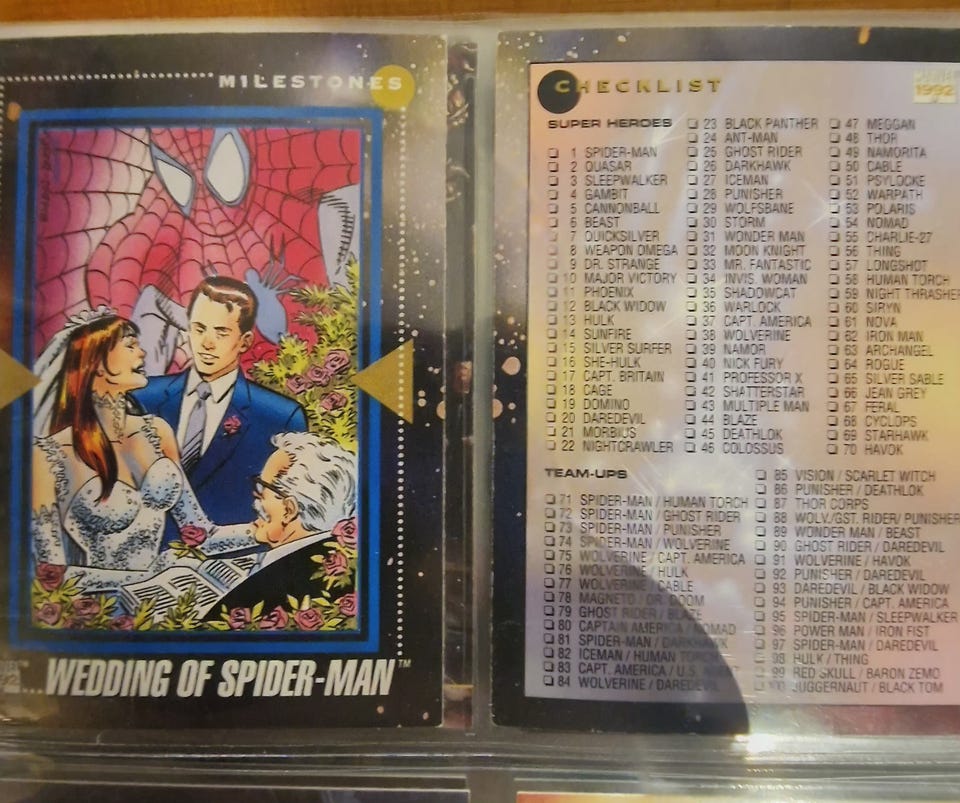 MILESTONES
WEDDING OF SPIDER-MAN™
CHECKLIST
1992
SUPER HEROES
1 SPIDER-MAN
2 QUASAR
3 SLEEPWALKER
4 GAMBIT
5 CANNONBALL
6 BEAST
7 QUICKSILVER
8 WEAPON OMEGA
9 DR. STRANGE
10 MAJOR VICTORY
11 PHOENIX
12 BLACK WIDOW
13 HULK
14 SUNFIRE
15 SILVER SURFER
16 SHE-HULK
17 CAPT. BRITAIN
18 CAGE
19 DOMINO
20 DAREDEVIL
21 MORBIUS
22 NIGHTCRAWLER
23 BLACK PANTHER
24 ANT-MAN
25 GHOST RIDER
26 DARKHAWK
27 ICEMAN
28 PUNISHER
29 WOLFSBANE
30 STORM
31 WONDER MAN
32 MOON KNIGHT
33 MR. FANTASTIC
34 INVIS. WOMAN
35 SHADOWCAT
36 WARLOCK
37 CAPT. AMERICA
38 WOLVERINE
39 NAMOR
40 NICK FURY
41 PROFESSOR X
42 SHATTERSTAR
43 MULTIPLE MAN
44 BLAZE
45 DEATHLOK
46 COLOSSUS
47 MEGGAN
48 THOR
49 NAMORITA
50 CABLE
51 PSYLOCKE
52 WARPATH
53 POLARIS
54 NOMAD
55 CHARLIE-27
56 THING
57 LONGSHOT
58 HUMAN TORCH
59 NIGHT THRASHER
60 SIRYN
61 NOVA
62 IRON MAN
63 ARCHANGEL
64 ROGUE
65 SILVER SABLE
66 JEAN GREY
67 FERAL
68 CYCLOPS
69 STARHAWK
70 HAVOK
TEAM-UPS
71 SPIDER-MAN / HUMAN TORCH
72 SPIDER-MAN / GHOST RIDER
73 SPIDER-MAN / PUNISHER
74 SPIDER-MAN / WOLVERINE
75 WOLVERINE / CAPT. AMERICA
76 WOLVERINE / HULK
77 WOLVERINE / CABLE
78 MAGNETO / DR. DOOM
79 GHOST RIDER / BLAZE
80 CAPTAIN AMERICA / NOMAD
81 SPIDER-MAN / DARKHAWK
82 ICEMAN / HUMAN TORCH
83 CAPT. AMERICA / U.S.
84 WOLVERINE / DAREDEVIL
85 VISION / SCARLET WITCH
86 PUNISHER / DEATHLOK
87 THOR CORPS
88 WOLV./GST. RIDER/ PUNISHER
89 WONDER MAN / BEAST
90 GHOST RIDER / DAREDEVIL
91 WOLVERINE / HAVOK
92 PUNISHER / DAREDEVIL
93 DAREDEVIL / BLACK WIDOW
94 PUNISHER / CAPT. AMERICA
95 SPIDER-MAN / SLEEPWALKER
96 POWER MAN / IRON FIST
97 SPIDER-MAN / DAREDEVIL
98 HULK / THING
99 RED SKULL / BARON ZEMO
100 JUGGERNAUT / BLACK TOM